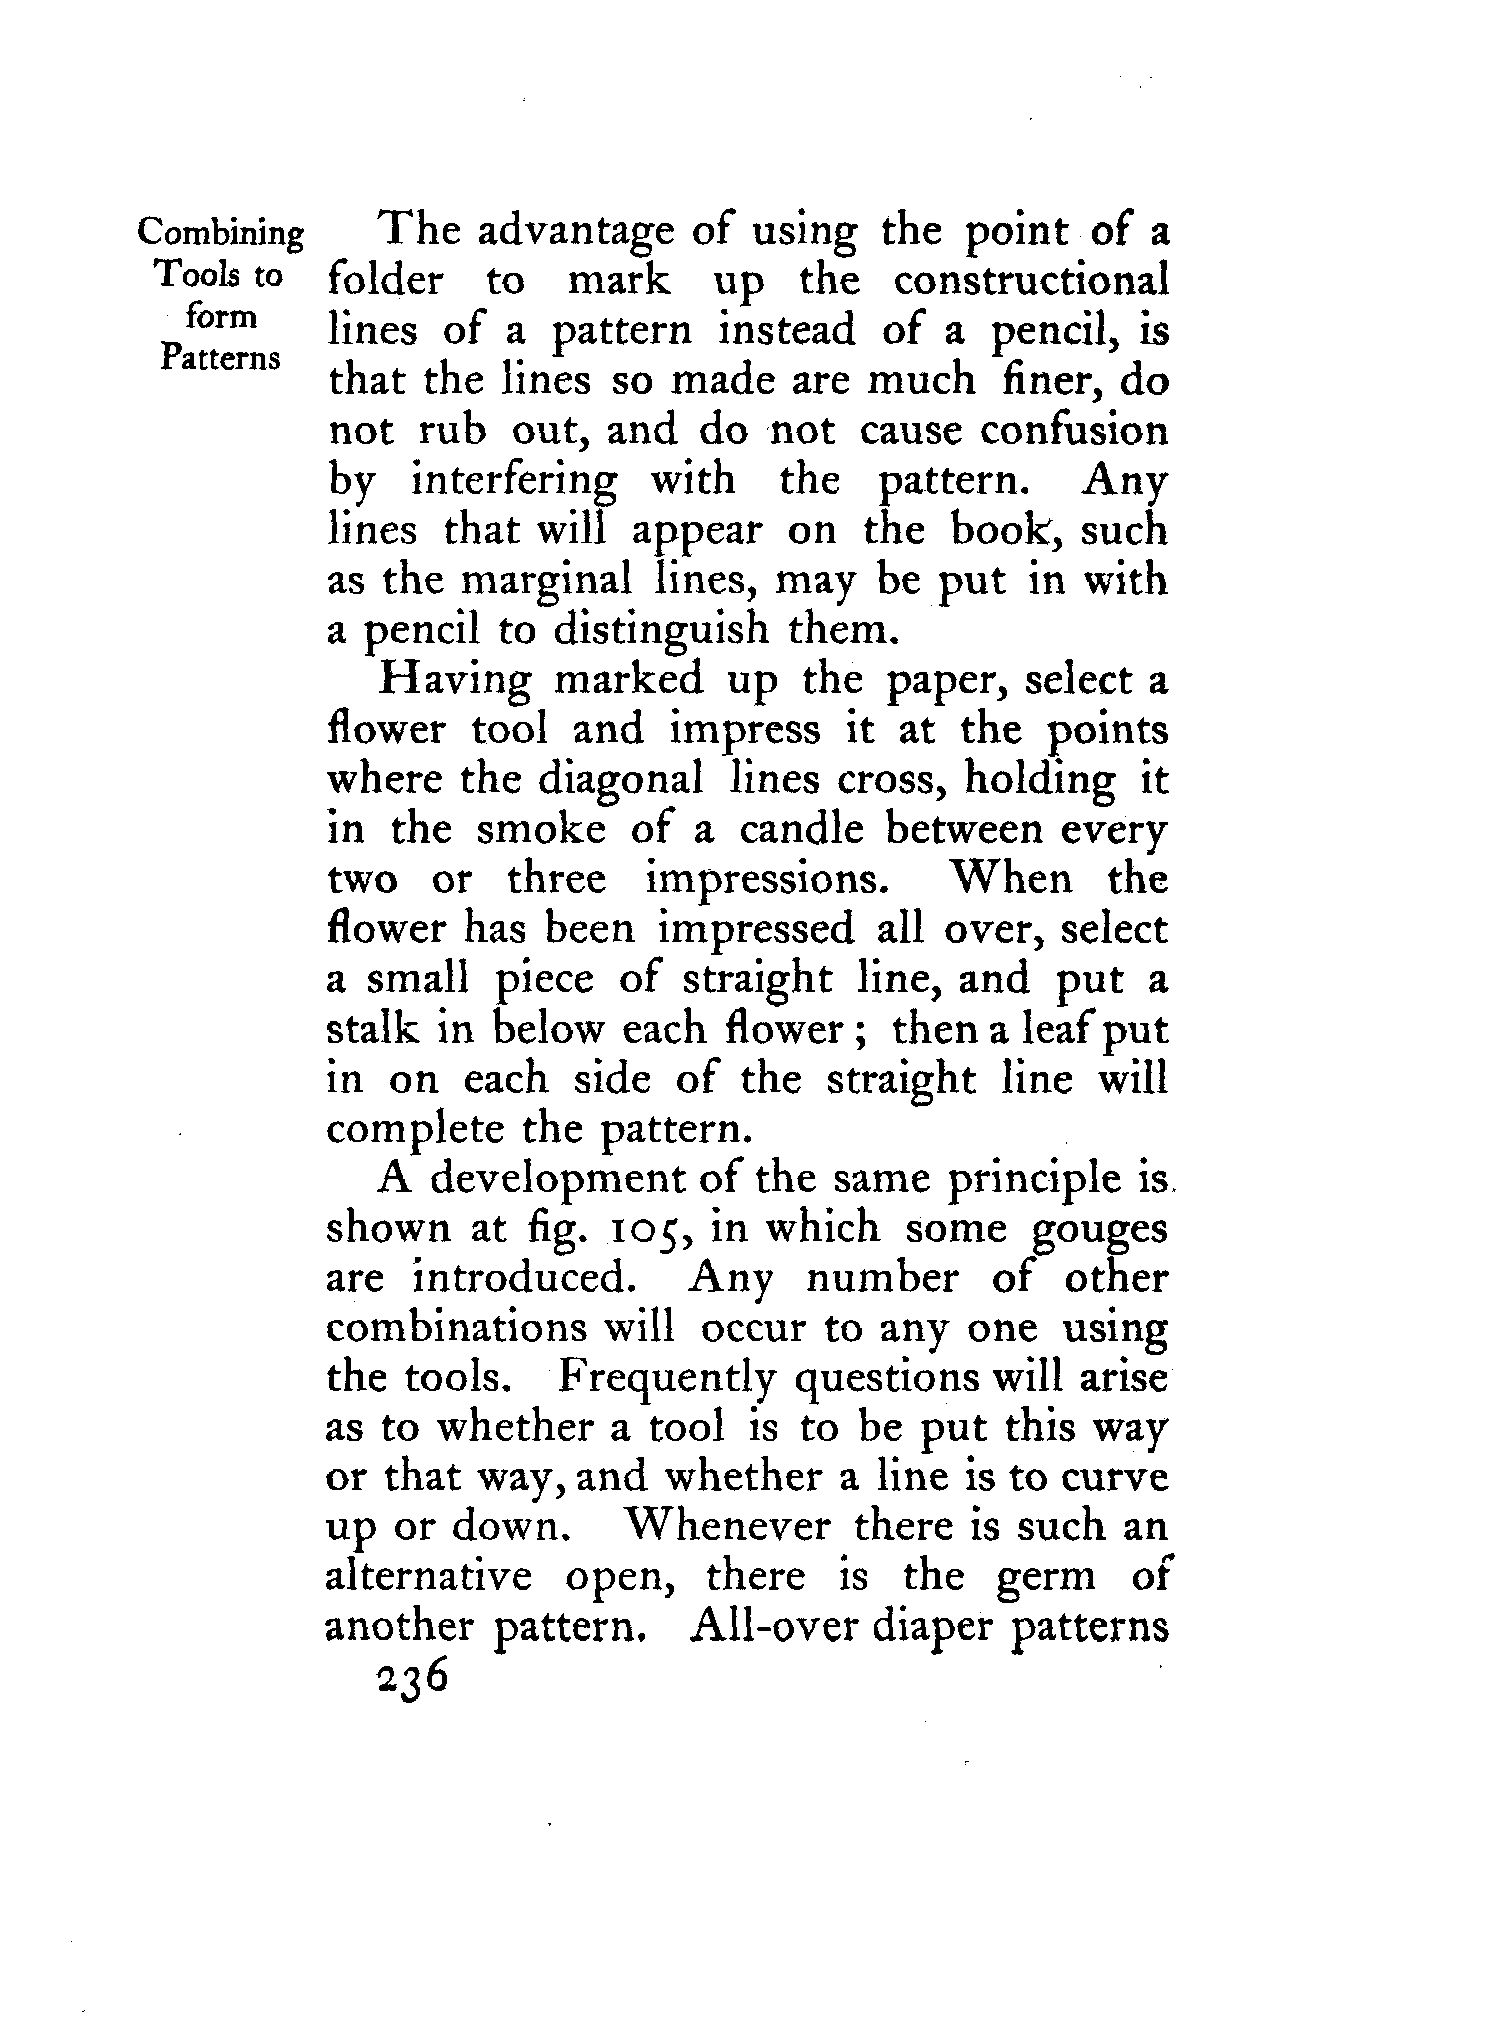 Combining
Tools to
form
Patterns
The advantage of using the point of a
folder to mark up the constructional
lines of a pattern instead of a pencil, is
that the lines so made are much finer, do
not rub out, and do not cause confusion
by interfering with the pattern. Any
lines that will appear on the book, such
as the marginal lines, may be put in with
a pencil to distinguish them.
Having marked up the paper, select a
flower tool and impress it at the points
where the diagonal lines cross, holding it
in the smoke of a candle between every
two or three impressions. When the
flower has been impressed all over, select
a small piece of straight line, and put a
stalk in below each flower ; then a leaf put
in on each side of the straight line will
complete the pattern.
A development of the same principle is
shown at fig. 105, in which some gouges
are introduced. Any number of other
combinations will occur to any one using
the tools. Frequently questions will arise
as to whether a tool is to be put this way
or that way, and whether a line is to curve
up or down. Whenever there is such an
alternative open, there is the germ of
another pattern. All-over diaper patterns
236